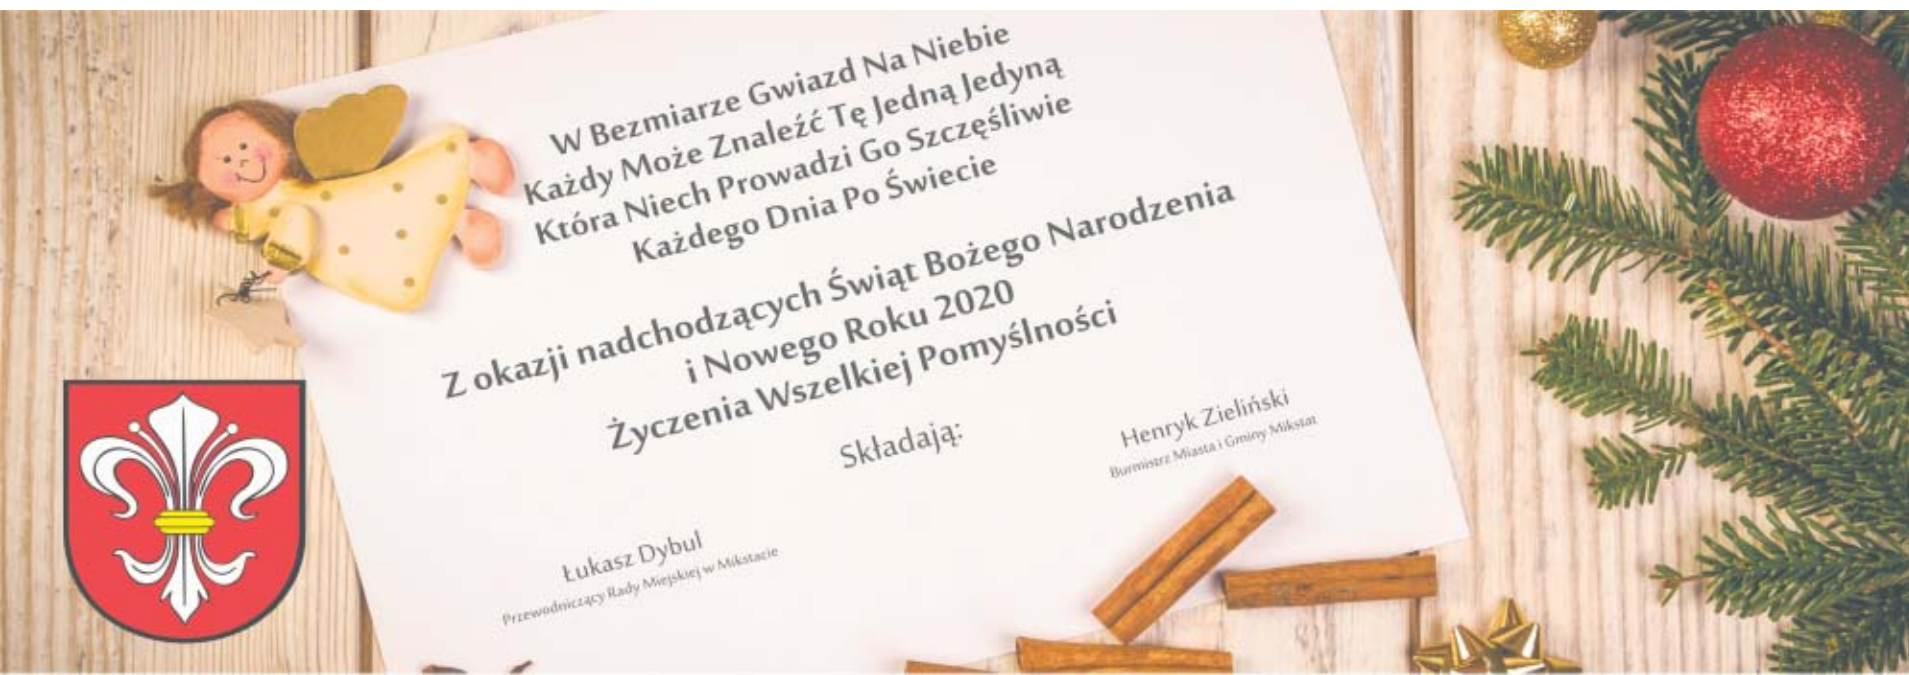 W Bezmiarze Gwiazd Na Niebie
Każdy Może Znaleźć Tę Jedną Jedyną
Która Niech Prowadzi Go Szczęśliwie
Każdego Dnia Po Świecie
Z okazji nadchodzących Świąt Bożego Narodzenia
i Nowego Roku 2020
Życzenia Wszelkiej Pomyślności
Składają:
Henryk Zieliński
Burmistrz Miasta i Gminy Mikstat
Łukasz Dybul
Przewodniczący Rady Miejskiej w Mikstacie